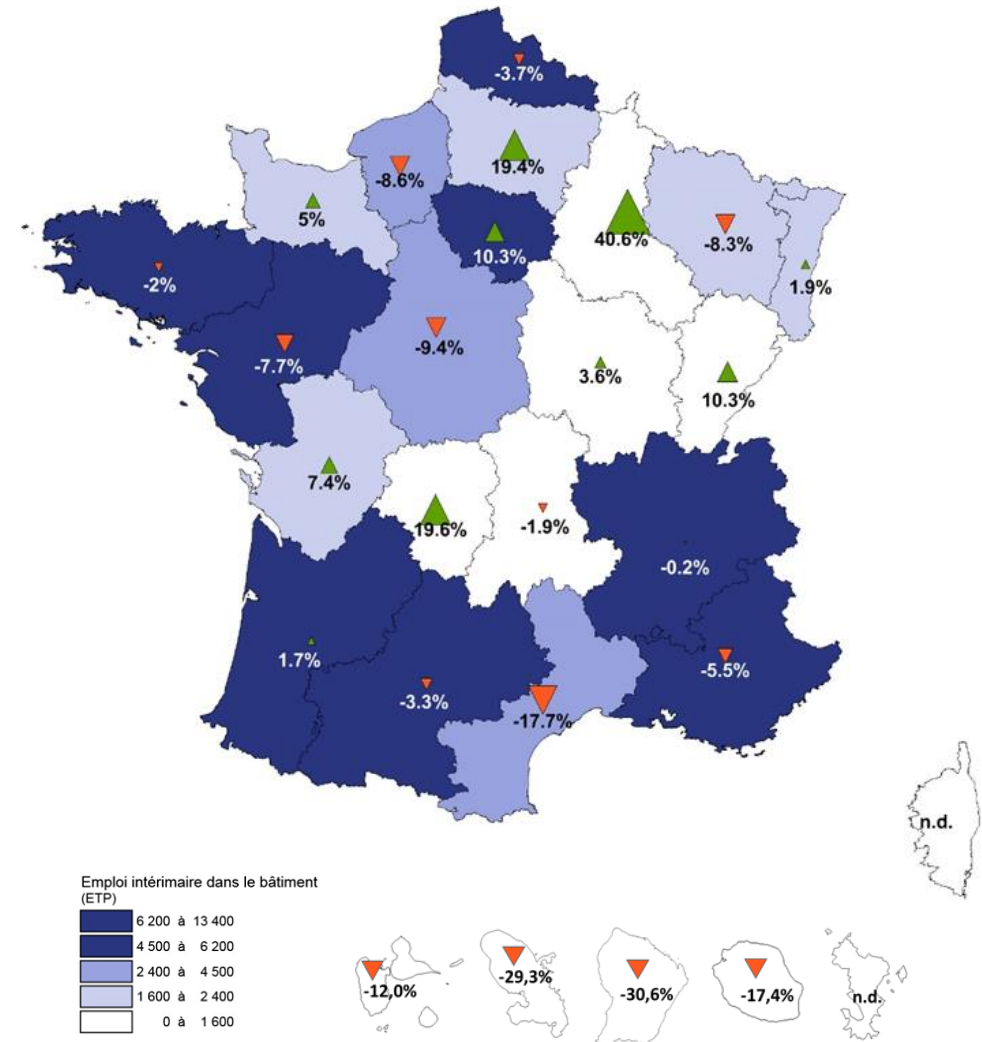 -3.7%
19.4%
-8.6%
5%
40.6%
-8.3%
10.3%
-2%
1.9%
-9.4%
-7.7%
3.6%
10.3%
7.4%
19.6%
-1.9%
-0.2%
1.7%
-5.5%
-3.3%
-17.7%
n.d.
Emploi intérimaire dans le bâtiment
(ETP)
6 200 à 13 400
4 500 à 6 200
2 400 à 4 500
1 600 à 2 400
0 à 1 600
-12,0%
-29,3%
-30,6%
-17,4%
n.d.